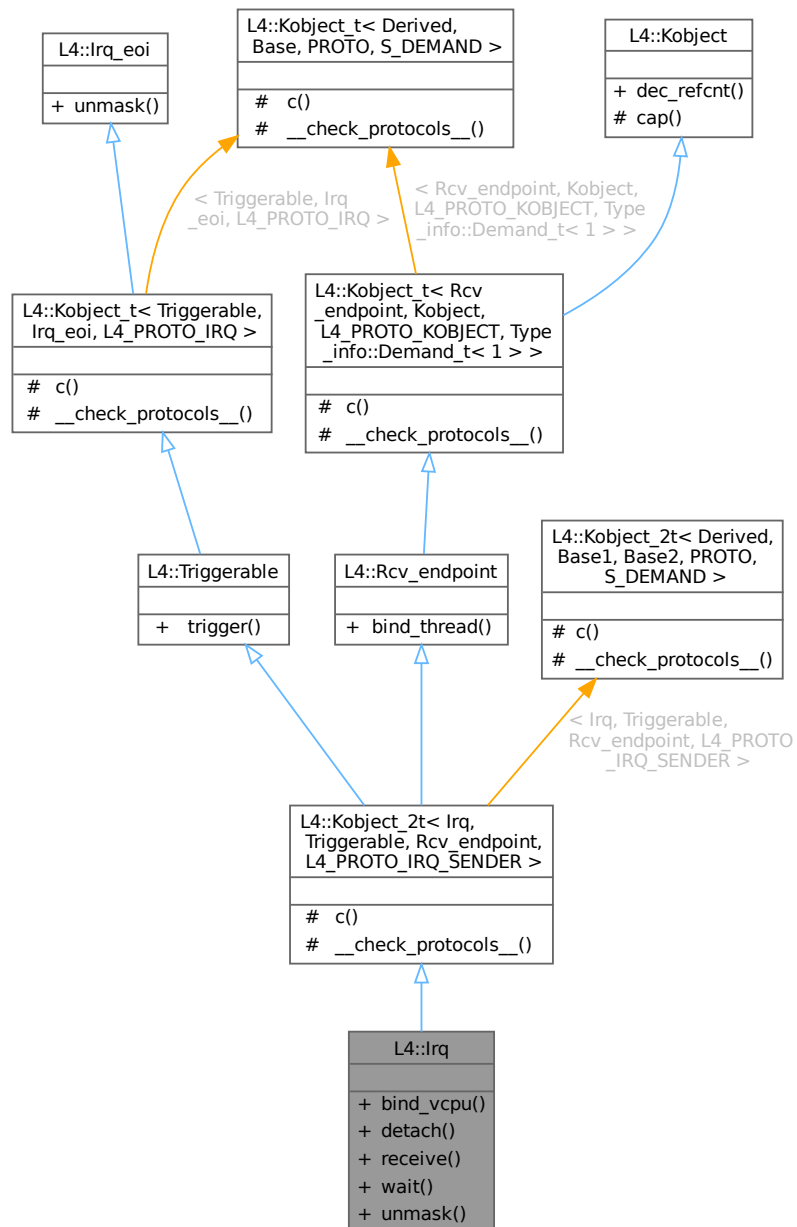 L4::Irq_eoi
+ unmask()
L4::Kobject_t< Derived,
Base, PROTO, S_DEMAND >
# c()
# __check_protocols__()
L4::Kobject
+ dec_refcnt()
# cap()
< Triggerable, Irq
_eoi, L4_PROTO_IRQ >
< Rcv_endpoint, Kobject,
L4_PROTO_KOBJECT, Type
_info::Demand_t< 1 > >
L4::Kobject_t< Triggerable,
Irq_eoi, L4_PROTO_IRQ >
# c()
# __check_protocols__()
L4::Kobject_t< Rcv
_endpoint, Kobject,
L4_PROTO_KOBJECT, Type
_info::Demand_t< 1 > >
# c()
# __check_protocols__()
L4::Triggerable
+ trigger()
L4::Rcv_endpoint
+ bind_thread()
L4::Kobject_2t< Derived,
Base1, Base2, PROTO,
S_DEMAND >
# c()
# __check_protocols__()
< Irq, Triggerable,
Rcv_endpoint, L4_PROTO
_IRQ_SENDER >
L4::Kobject_2t< Irq,
Triggerable, Rcv_endpoint,
L4_PROTO_IRQ_SENDER >
# c()
# __check_protocols__()
L4::Irq
+ bind_vcpu()
+ detach()
+ receive()
+ wait()
+ unmask()